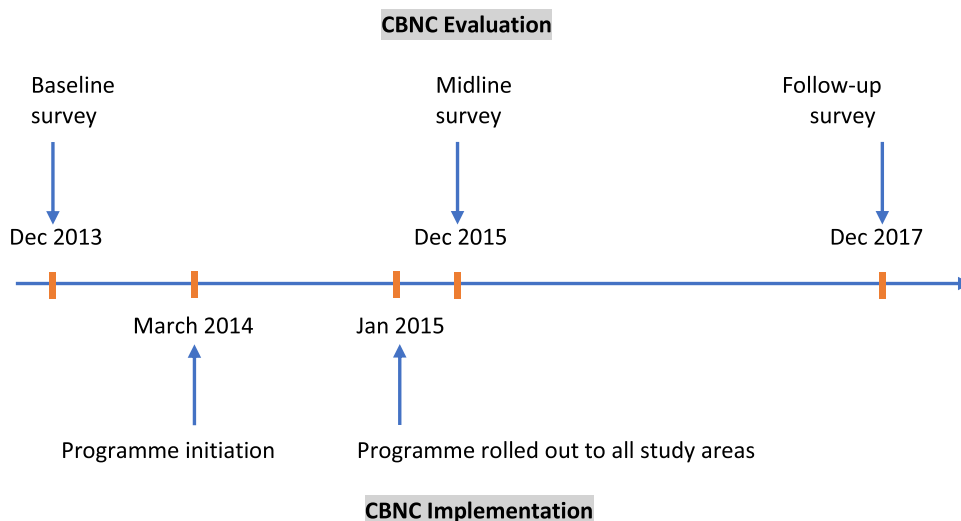 CBNC Evaluation
Baseline
survey
Midline
survey
Follow-up
survey
Dec 2013
Dec 2015
Dec 2017
March 2014
Jan 2015
Programme initiation
Programme rolled out to all study areas
CBNC Implementation